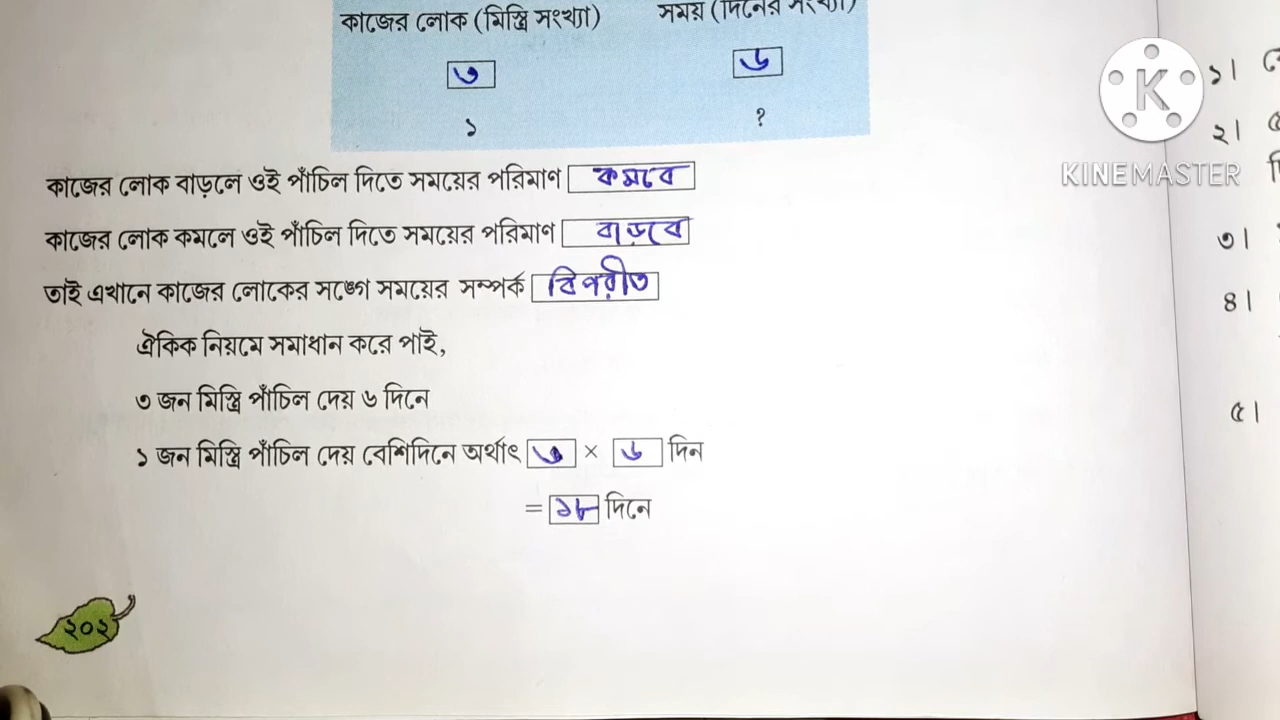 কাজের লোক (মিস্ত্রি সংখ্যা) সময় (দিনের সংখ্যা)
৩ ৬
১ ?
কাজের লোক বাড়লে ওই পাঁচিল দিতে সময়ের পরিমাণ কমবে
কাজের লোক কমলে ওই পাঁচিল দিতে সময়ের পরিমাণ বাড়বে
তাই এখানে কাজের লোকের সঙ্গে সময়ের সম্পর্ক বিপরীত
ঐকিক নিয়মে সমাধান করে পাই,
৩ জন মিস্ত্রি পাঁচিল দেয় ৬ দিনে
১ জন মিস্ত্রি পাঁচিল দেয় বেশিদিনে অর্থাৎ ৩ × ৬ দিন
= ১৮ দিনে
২০২
১।
২।
৩।
৪।
৫।
K
KINEMASTER